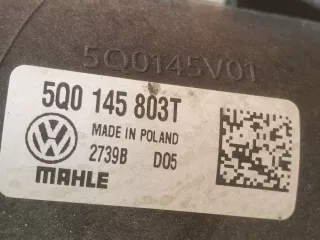 5Q0145V01
5Q0 145 803T
MADE IN POLAND
2739B D05
MAHLE